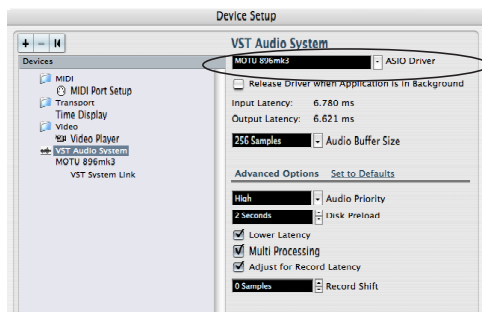 Device Setup
Devices
MIDI
MIDI Port Setup
Transport
Time Display
Video
Video Player
VST Audio System
MOTU 896mk3
VST System Link
VST Audio System
MOTU 896mk3 ASIO Driver
Release Driver when Application is in Background
Input Latency: 6.780 ms
Output Latency: 6.621 ms
256 Samples Audio Buffer Size
Advanced Options Set to Defaults
High Audio Priority
2 Seconds Disk Preload
Lower Latency
Multi Processing
Adjust for Record Latency
0 Samples Record Shift